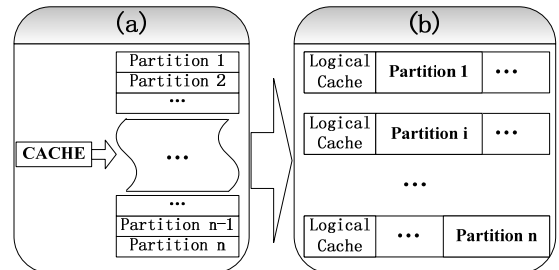 (a)
Partition 1
Partition 2
...
CACHE
...
...
Partition n-1
Partition n
(b)
Logical Cache
Partition 1 ...
Logical Cache
Partition i ...
...
Logical Cache
... Partition n